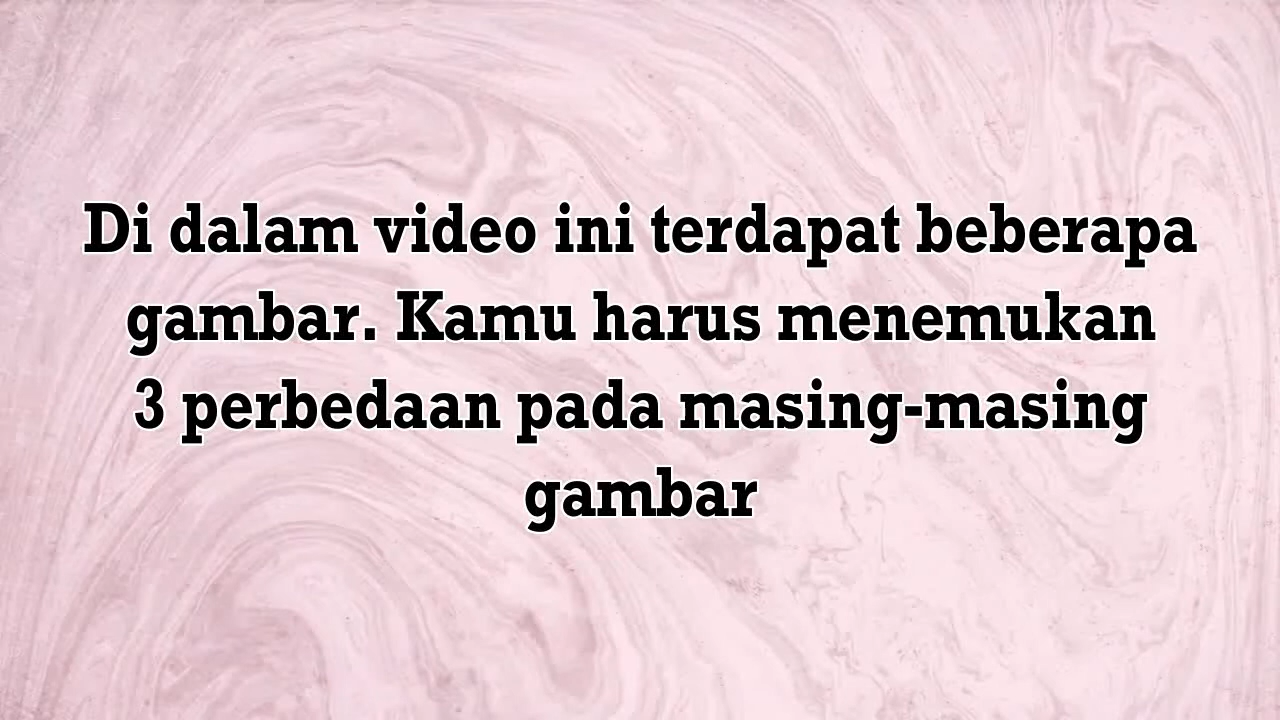 Di dalam video ini terdapat beberapa
gambar. Kamu harus menemukan
3 perbedaan pada masing-masing
gambar